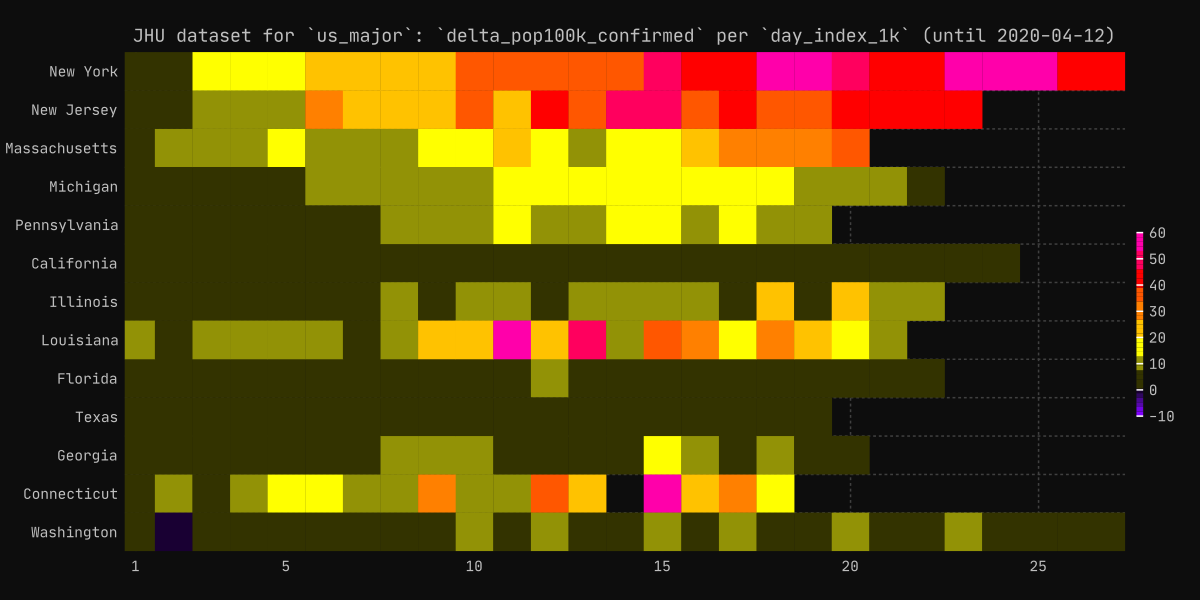 JHU dataset for `us_major`: `delta_pop100k_confirmed` per `day_index_1k` (until 2020-04-12)
New York
New Jersey
Massachusetts
Michigan
Pennsylvania
California
Illinois
Louisiana
Florida
Texas
Georgia
Connecticut
Washington
1 5 10 15 20 25
60
50
40
30
20
10
0
-10